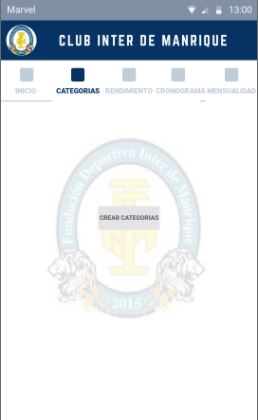 Marvel 13:00
CLUB INTER DE MANRIQUE
INICIO CATEGORIAS RENDIMIENTO CRONOGRAMA MENSUALIDAD
Fundación Deportiva Inter de Manrique
CREAR CATEGORIAS
2015